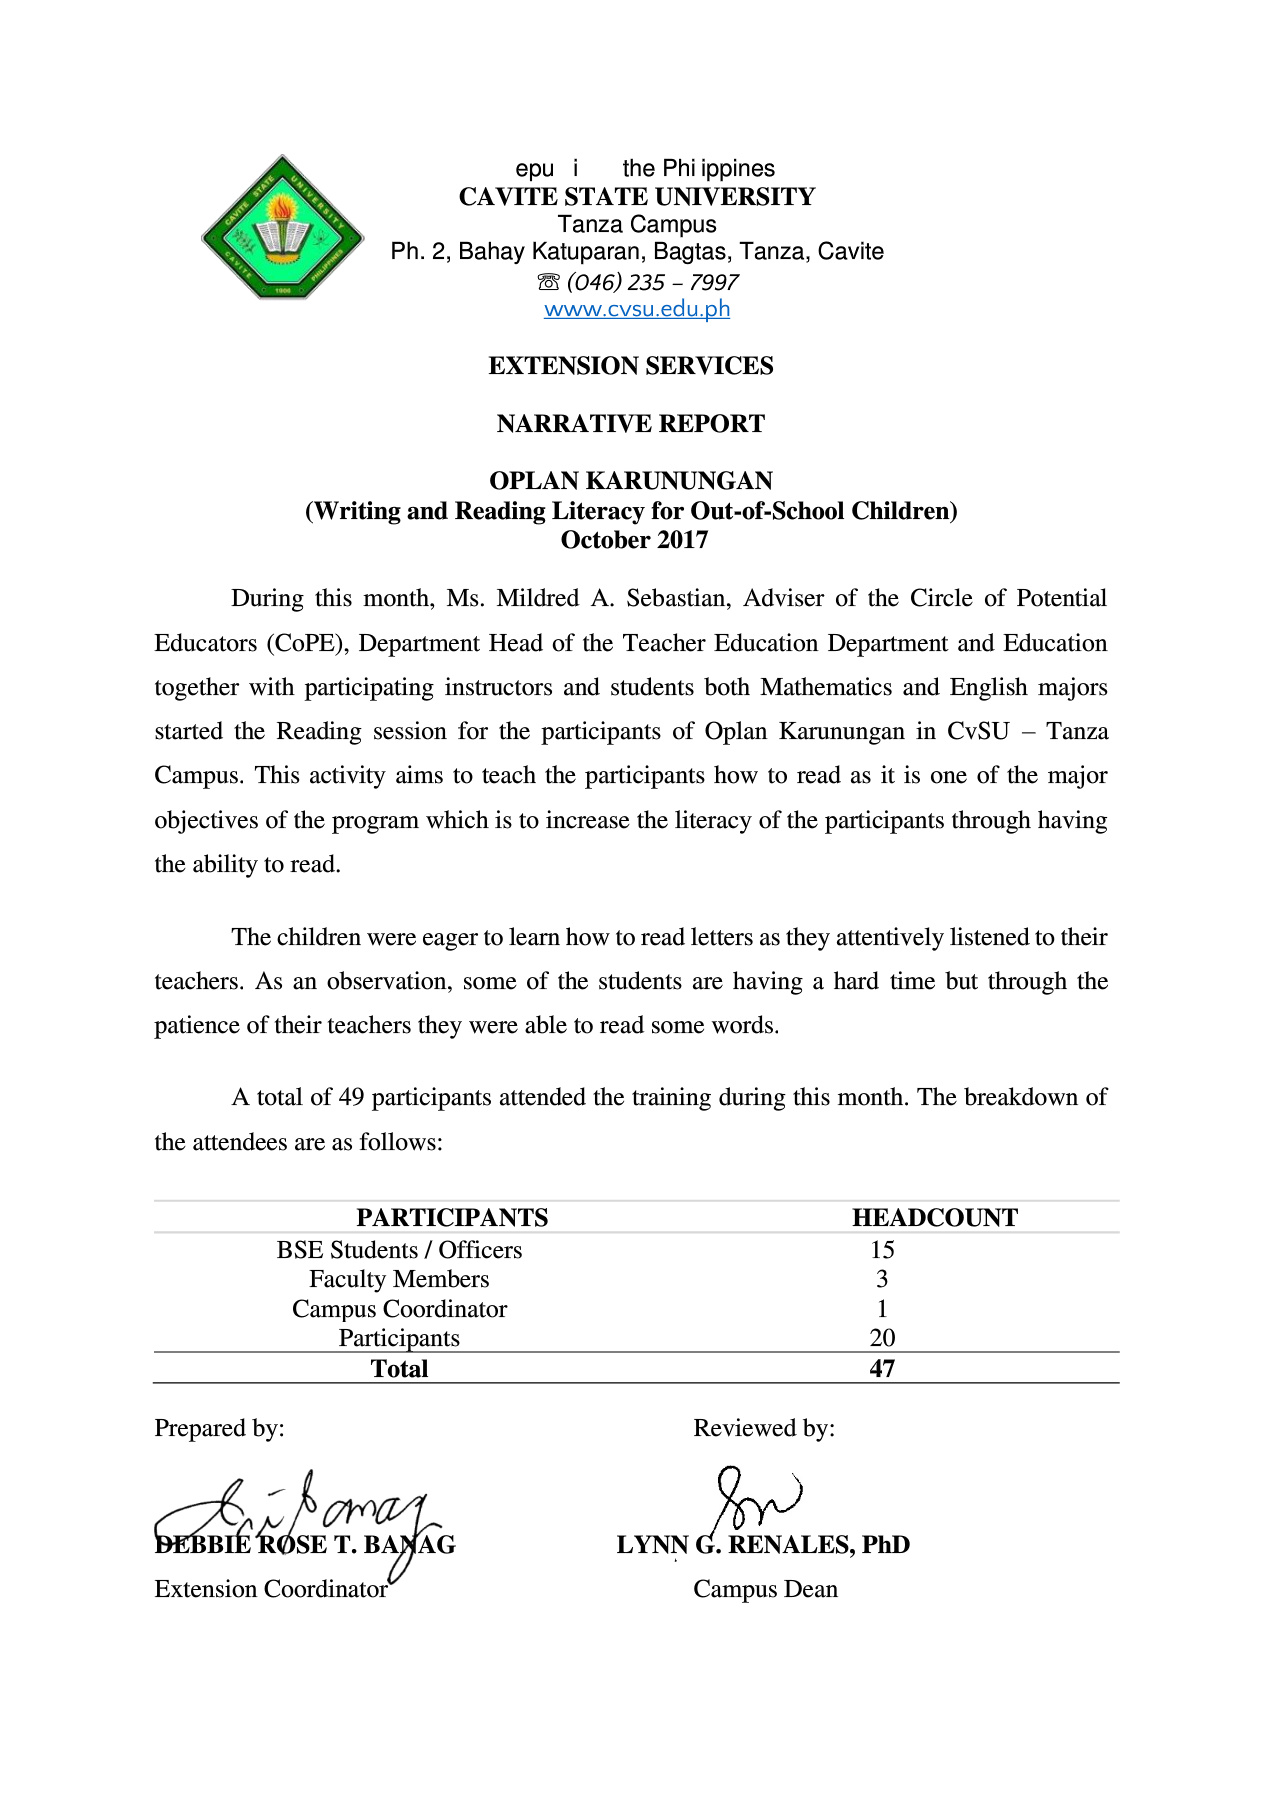 epu i the Phi ippines
CAVITE STATE UNIVERSITY
Tanza Campus
Ph. 2, Bahay Katuparan, Bagtas, Tanza, Cavite
☏ (046) 235 – 7997
www.cvsu.edu.ph
CAVITE STATE UNIVERSITY
CAVITE PHILIPPINES
1906
EXTENSION SERVICES
NARRATIVE REPORT
OPLAN KARUNUNGAN
(Writing and Reading Literacy for Out-of-School Children)
October 2017
During this month, Ms. Mildred A. Sebastian, Adviser of the Circle of Potential
Educators (CoPE), Department Head of the Teacher Education Department and Education
together with participating instructors and students both Mathematics and English majors
started the Reading session for the participants of Oplan Karunungan in CvSU – Tanza
Campus. This activity aims to teach the participants how to read as it is one of the major
objectives of the program which is to increase the literacy of the participants through having
the ability to read.
The children were eager to learn how to read letters as they attentively listened to their
teachers. As an observation, some of the students are having a hard time but through the
patience of their teachers they were able to read some words.
A total of 49 participants attended the training during this month. The breakdown of
the attendees are as follows:
PARTICIPANTS HEADCOUNT
BSE Students / Officers 15
Faculty Members 3
Campus Coordinator 1
Participants 20
Total 47
Prepared by: Reviewed by:
DEBBIE ROSE T. BANAG LYNN G. RENALES, PhD
Extension Coordinator Campus Dean